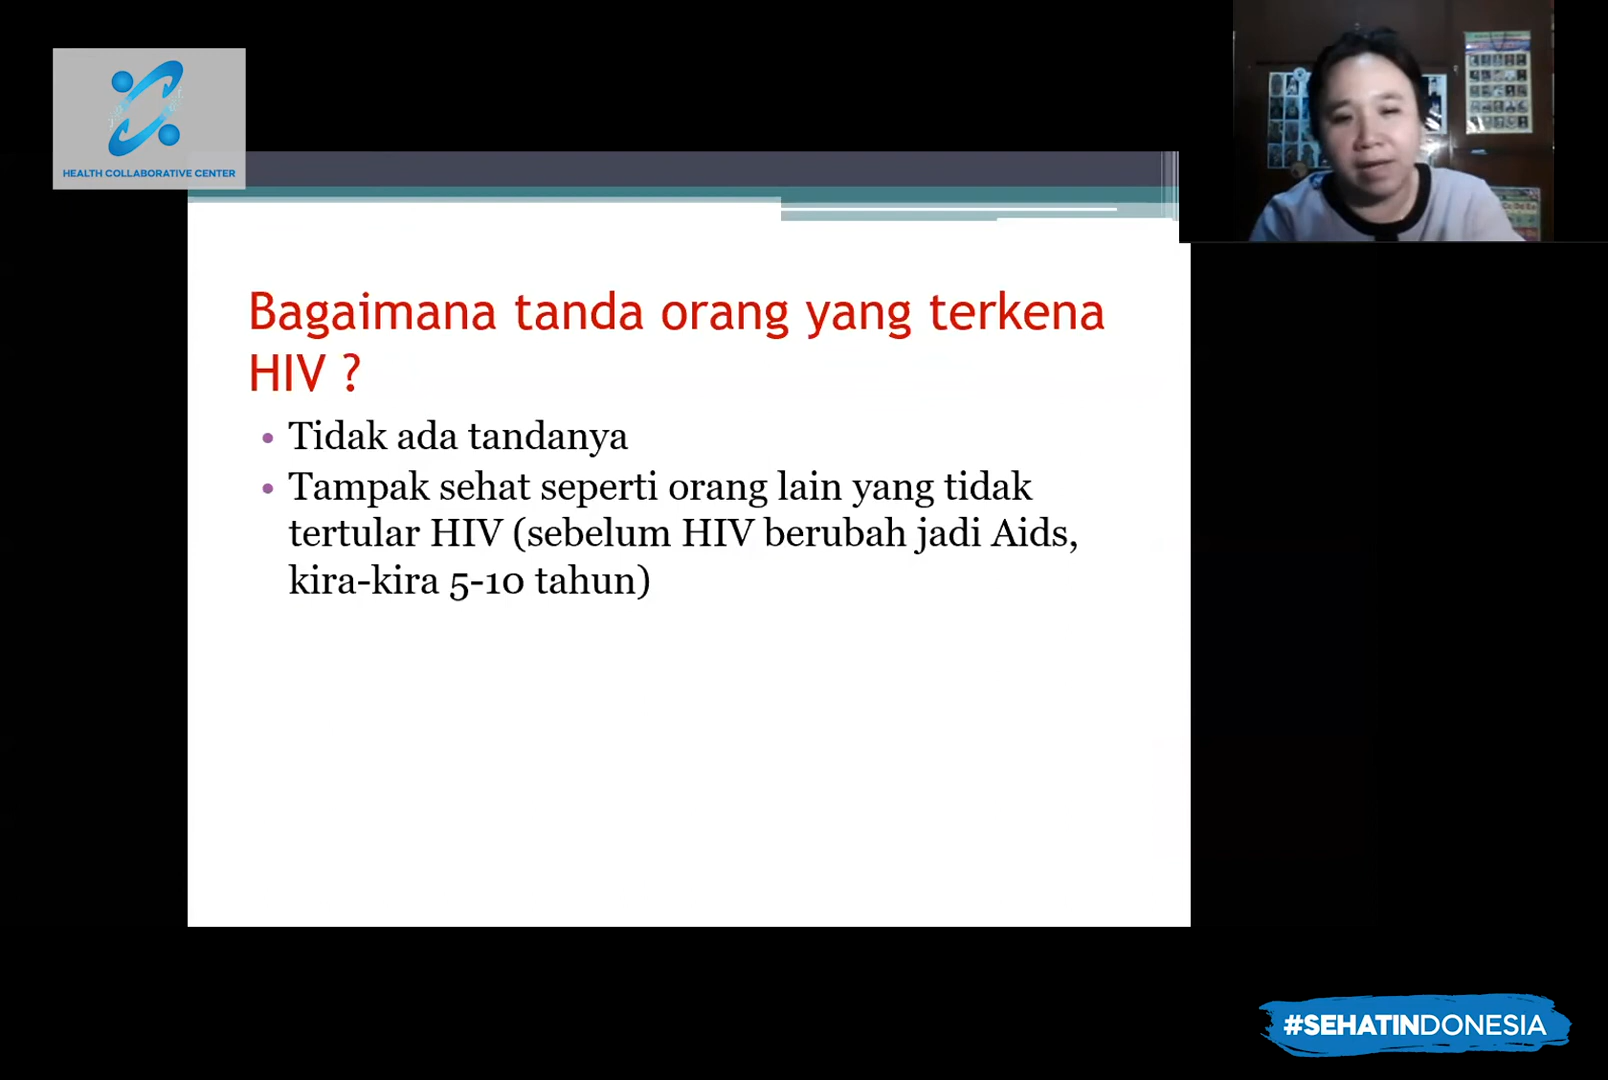 HEALTH COLLABORATIVE CENTER
Bagaimana tanda orang yang terkena
HIV ?
• Tidak ada tandanya
• Tampak sehat seperti orang lain yang tidak
tertular HIV (sebelum HIV berubah jadi Aids,
kira-kira 5-10 tahun)
#SEHATINDONESIA